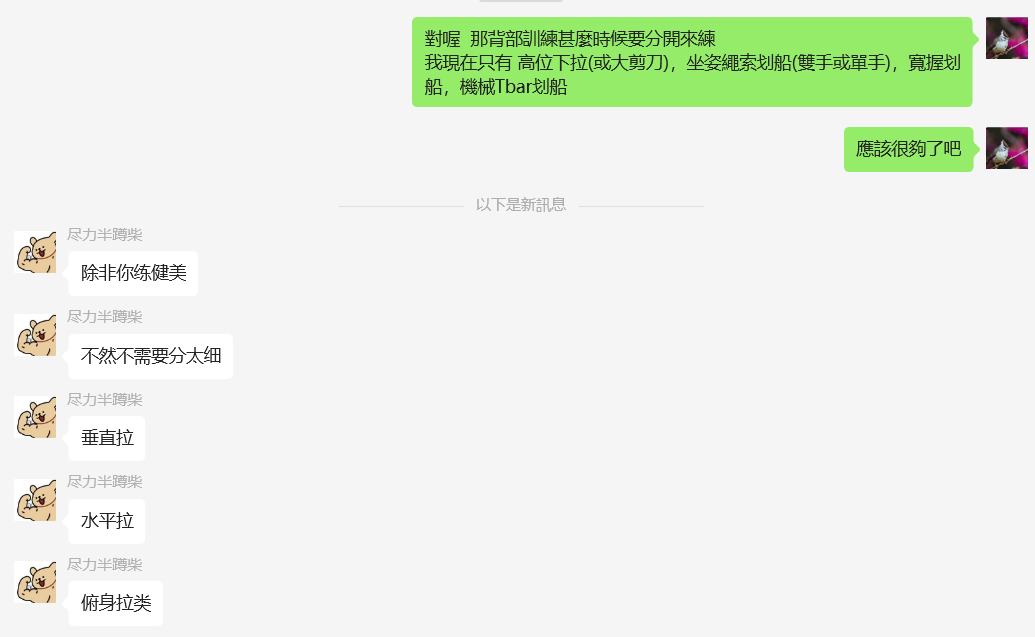 對喔 那背部訓練甚麼時候要分開來練
我現在只有 高位下拉(或大剪刀)，坐姿繩索划船(雙手或單手)，寬握划
船，機械Tbar划船
應該很夠了吧
以下是新訊息
尽力半蹲柴
除非你练健美
尽力半蹲柴
不然不需要分太细
尽力半蹲柴
垂直拉
尽力半蹲柴
水平拉
尽力半蹲柴
俯身拉类